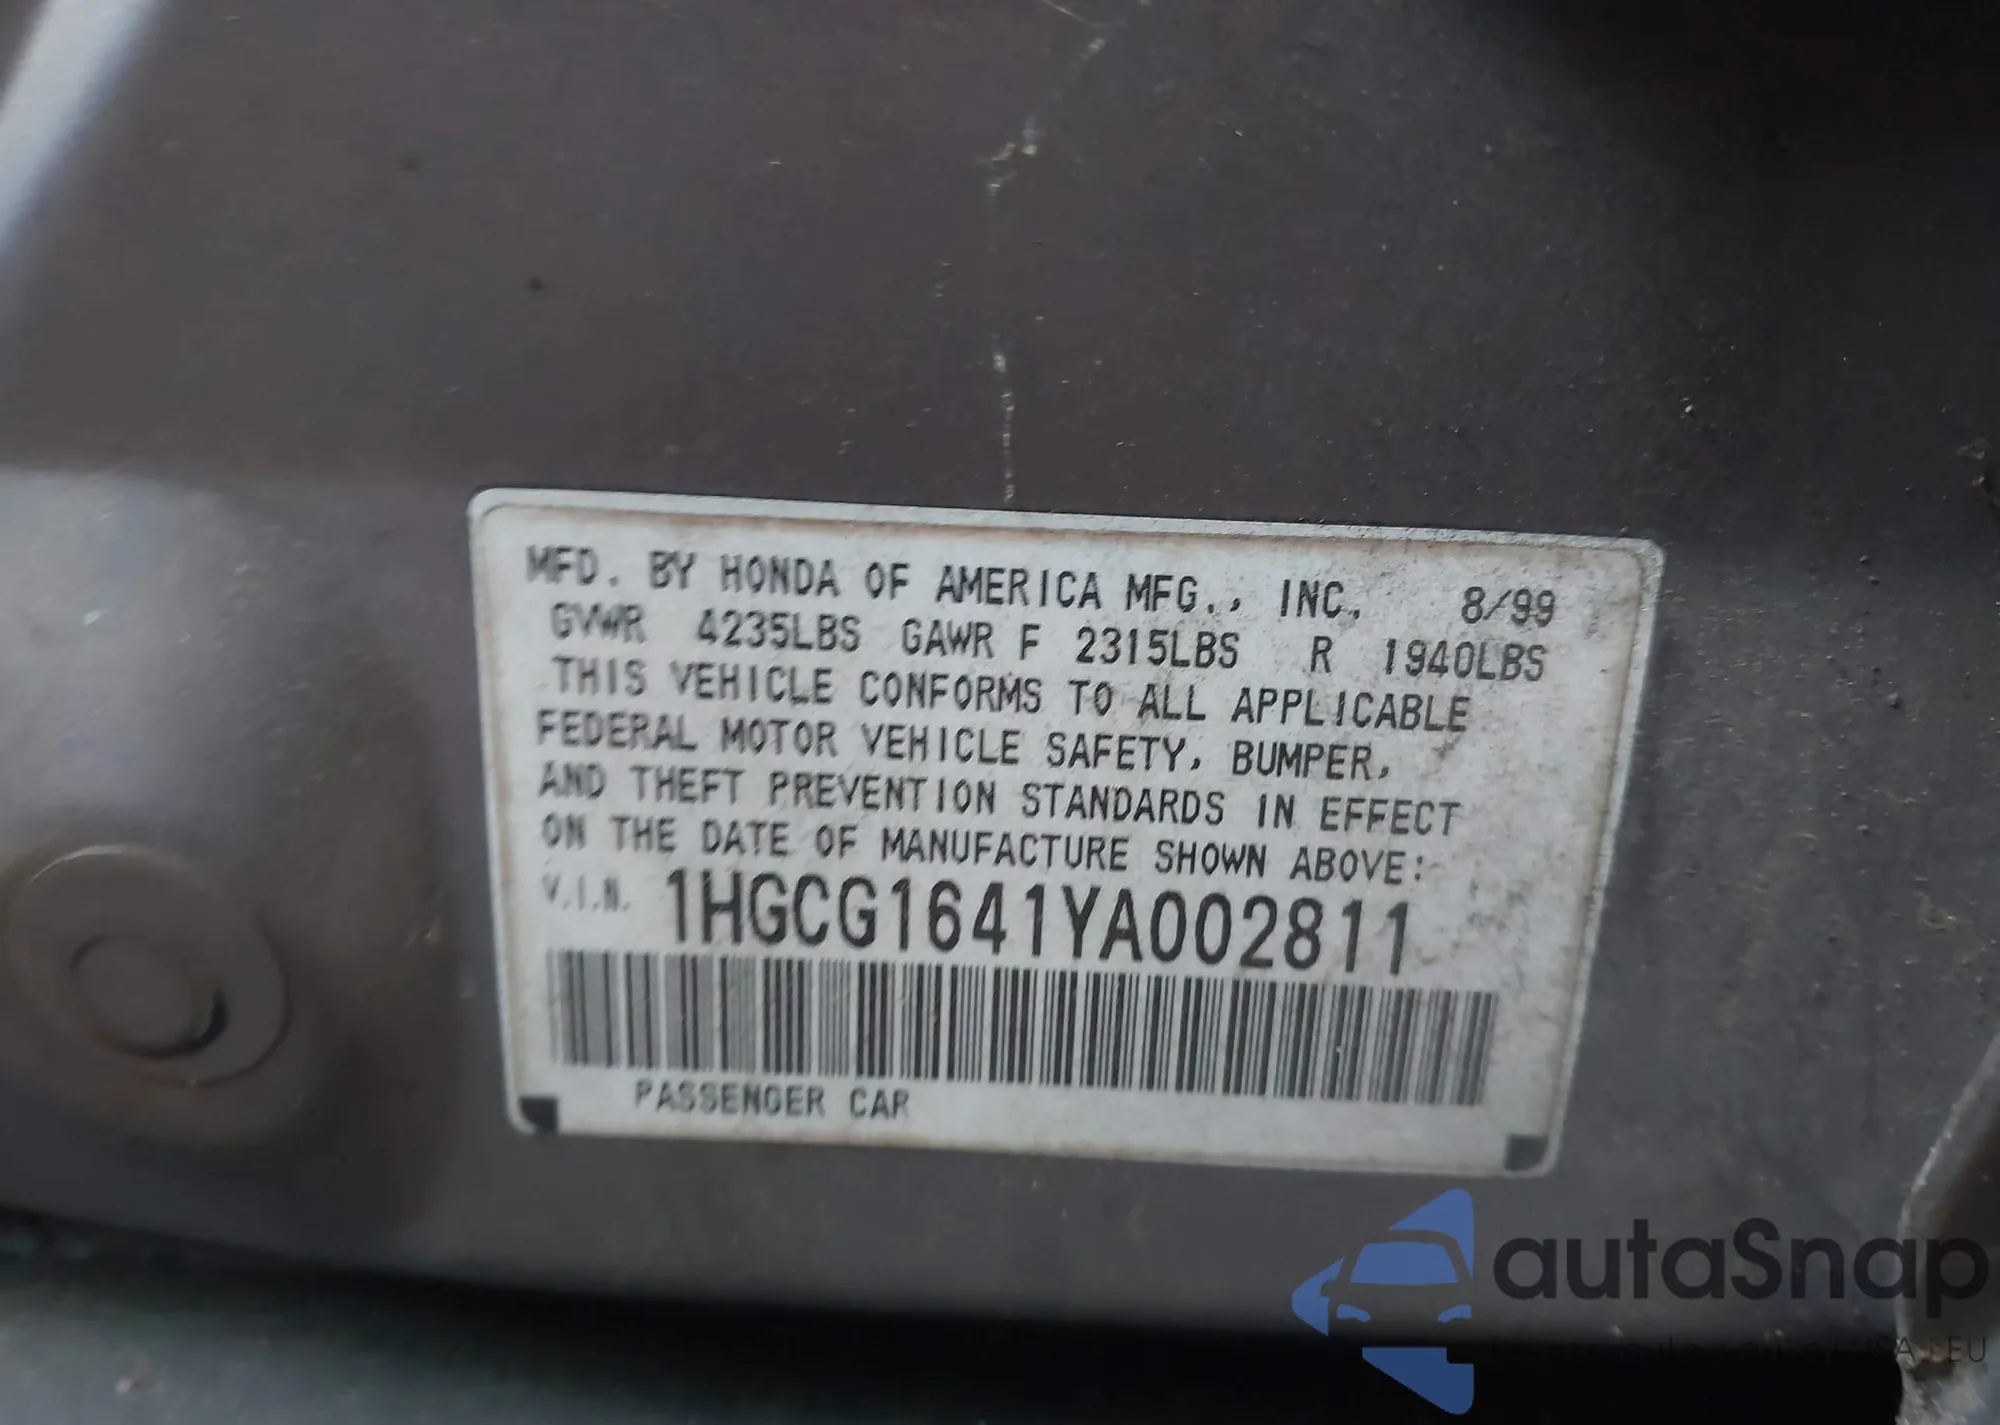 MFD. BY HONDA OF AMERICA MFG., INC. 8/99
GVWR 4235LBS GAWR F 2315LBS R 1940LBS
THIS VEHICLE CONFORMS TO ALL APPLICABLE
FEDERAL MOTOR VEHICLE SAFETY, BUMPER,
AND THEFT PREVENTION STANDARDS IN EFFECT
ON THE DATE OF MANUFACTURE SHOWN ABOVE:
V.I.N. 1HGCG1641YA002811
PASSENGER CAR
autaSnap
i EU